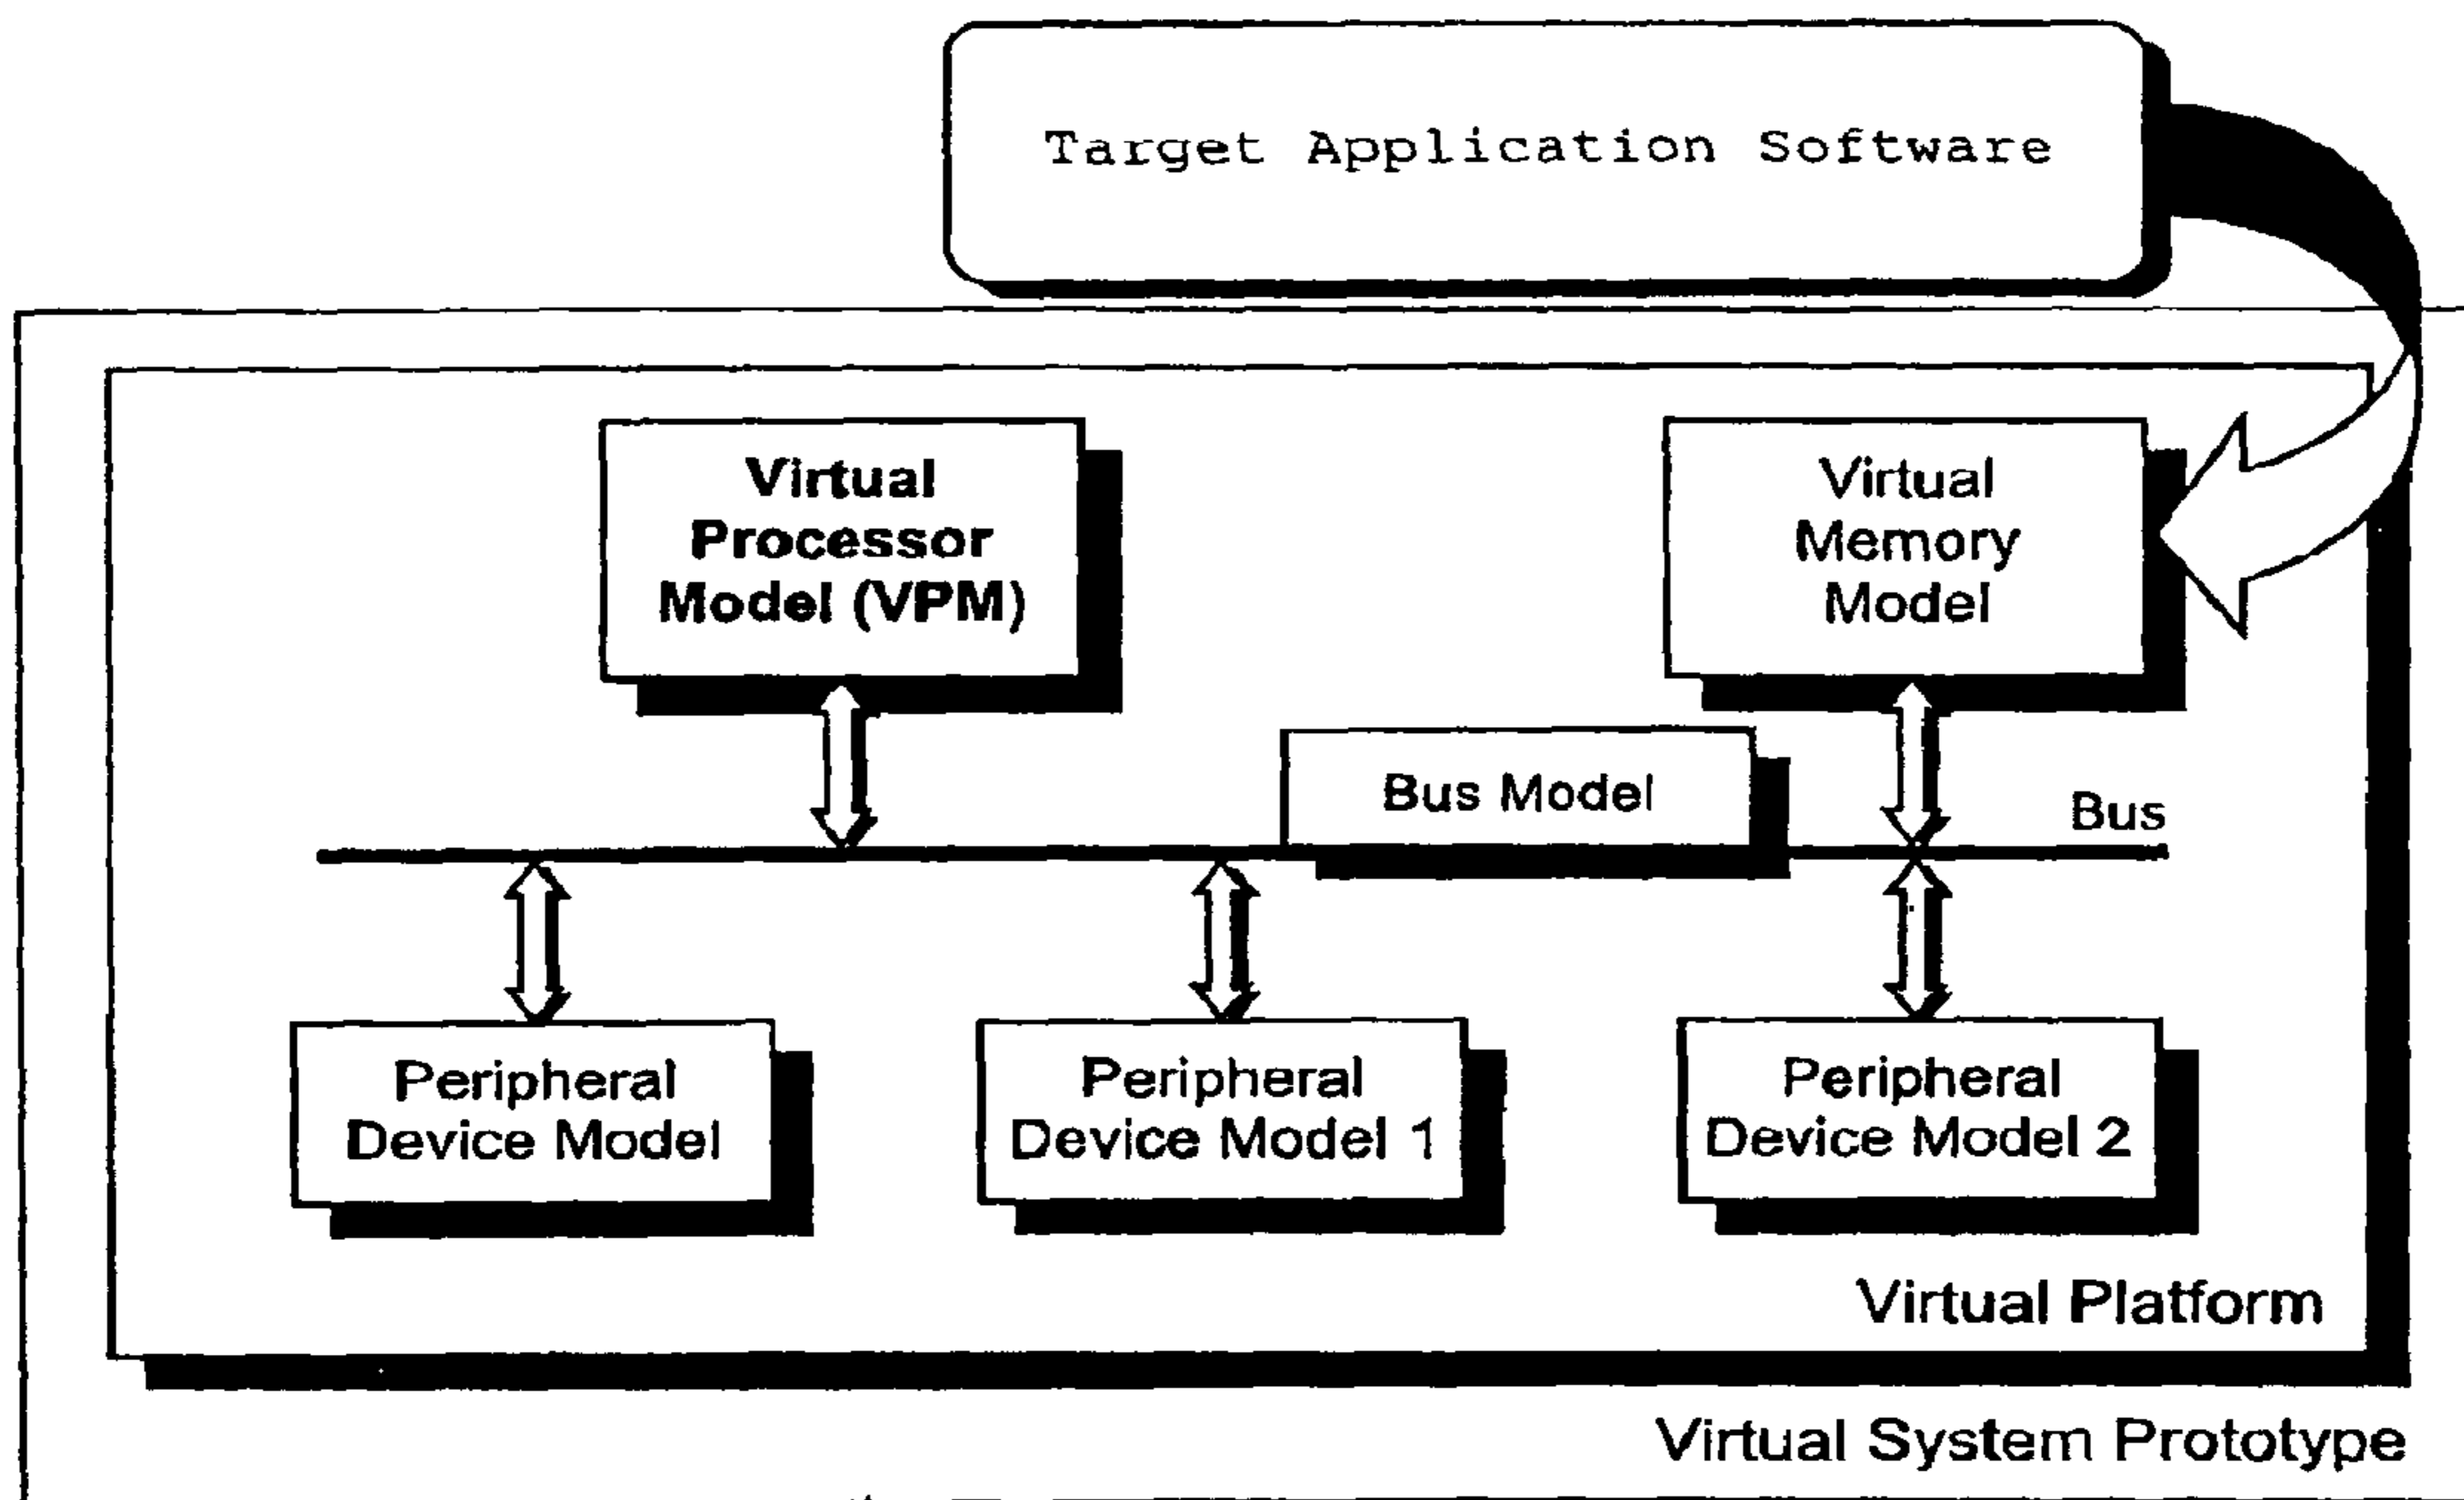 Target Application Software
Virtual
Processor
Model (VPM)
Virtual
Memory
Model
Bus Model
Bus
Peripheral
Device Model
Peripheral
Device Model 1
Peripheral
Device Model 2
Virtual Platform
Virtual System Prototype